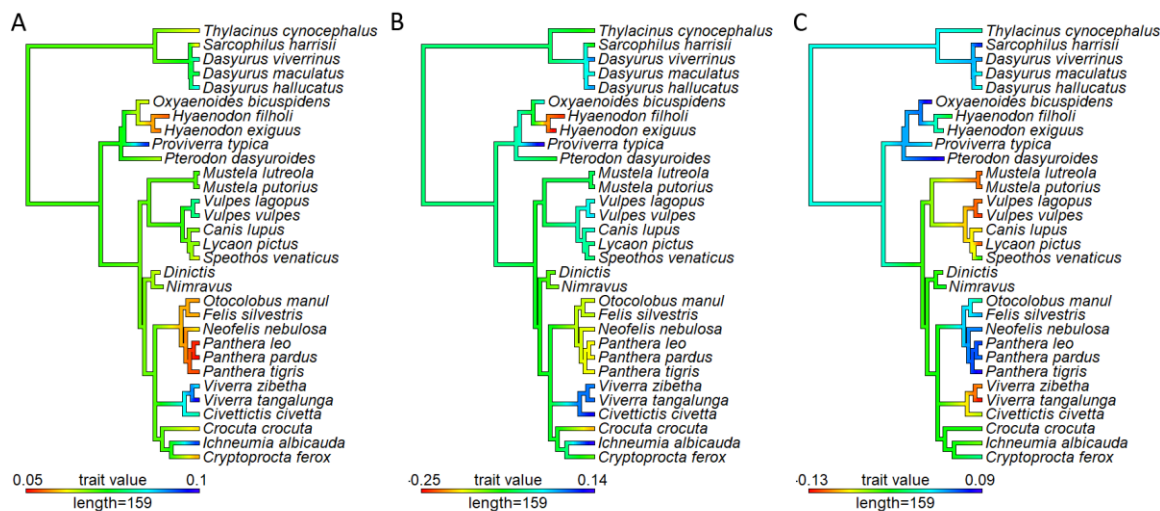 A
Thylacinus cynocephalus
Sarcophilus harrisii
Dasyurus viverrinus
Dasyurus maculatus
Dasyurus hallucatus
Oxyaenoides bicuspidens
Hyaenodon filholi
Hyaenodon exiguus
Proviverra typica
Pterodon dasyuroides
Mustela lutreola
Mustela putorius
Vulpes lagopus
Vulpes vulpes
Canis lupus
Lycaon pictus
Speothos venaticus
Dinictis
Nimravus
Otocolobus manul
Felis silvestris
Neofelis nebulosa
Panthera leo
Panthera pardus
Panthera tigris
Viverra zibetha
Viverra tangalunga
Civettictis civetta
Crocuta crocuta
Ichneumia albicauda
Cryptoprocta ferox
0.05 trait value 0.1
length=159
B
Thylacinus cynocephalus
Sarcophilus harrisii
Dasyurus viverrinus
Dasyurus maculatus
Dasyurus hallucatus
Oxyaenoides bicuspidens
Hyaenodon filholi
Hyaenodon exiguus
Proviverra typica
Pterodon dasyuroides
Mustela lutreola
Mustela putorius
Vulpes lagopus
Vulpes vulpes
Canis lupus
Lycaon pictus
Speothos venaticus
Dinictis
Nimravus
Otocolobus manul
Felis silvestris
Neofelis nebulosa
Panthera leo
Panthera pardus
Panthera tigris
Viverra zibetha
Viverra tangalunga
Civettictis civetta
Crocuta crocuta
Ichneumia albicauda
Cryptoprocta ferox
-0.25 trait value 0.14
length=159
C
Thylacinus cynocephalus
Sarcophilus harrisii
Dasyurus viverrinus
Dasyurus maculatus
Dasyurus hallucatus
Oxyaenoides bicuspidens
Hyaenodon filholi
Hyaenodon exiguus
Proviverra typica
Pterodon dasyuroides
Mustela lutreola
Mustela putorius
Vulpes lagopus
Vulpes vulpes
Canis lupus
Lycaon pictus
Speothos venaticus
Dinictis
Nimravus
Otocolobus manul
Felis silvestris
Neofelis nebulosa
Panthera leo
Panthera pardus
Panthera tigris
Viverra zibetha
Viverra tangalunga
Civettictis civetta
Crocuta crocuta
Ichneumia albicauda
Cryptoprocta ferox
-0.13 trait value 0.09
length=159